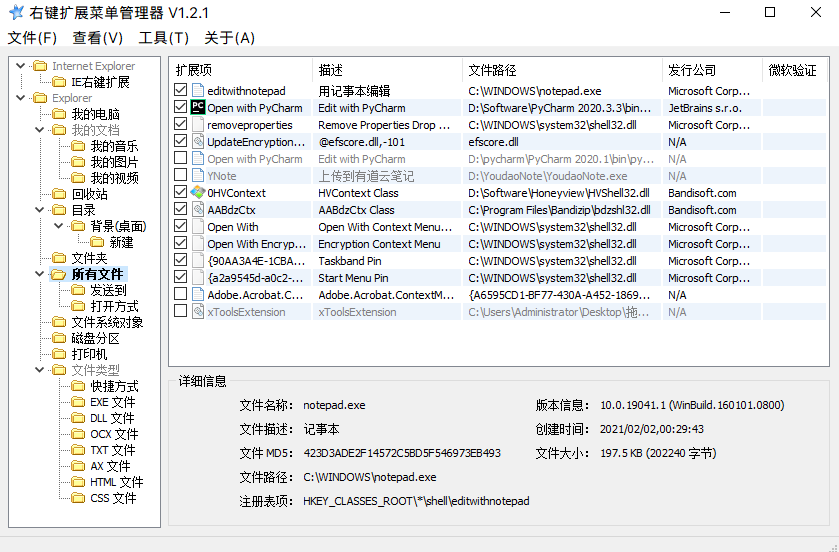 右键扩展菜单管理器 V1.2.1
文件(F) 查看(V) 工具(T) 关于(A)
Internet Explorer
IE右键扩展
Explorer
我的电脑
我的文档
我的音乐
我的图片
我的视频
回收站
目录
背景(桌面)
新建
文件夹
所有文件
发送到
打开方式
文件系统对象
磁盘分区
打印机
文件类型
快捷方式
EXE 文件
DLL 文件
OCX 文件
TXT 文件
AX 文件
HTML 文件
CSS 文件
扩展项 描述 文件路径 发行公司 微软验证
editwithnotepad 用记事本编辑 C:\WINDOWS\notepad.exe Microsoft Corp...
Open with PyCharm Edit with PyCharm D:\Software\PyCharm 2020.3.3\bin... JetBrains s.r.o.
removeproperties Remove Properties Drop ... C:\WINDOWS\system32\shell32.dll Microsoft Corp...
UpdateEncryption... @efscore.dll,-101 efscore.dll N/A
Open with PyCharm Edit with PyCharm D:\pycharm\PyCharm 2020.1\bin\py... N/A
YNote 上传到有道云笔记 D:\YoudaoNote\YoudaoNote.exe N/A
0HVContext HVContext Class D:\Software\Honeyview\HVShell32.dll Bandisoft.com
AABdzCtx AABdzCtx Class C:\Program Files\Bandizip\bdzshl32.dll Bandisoft.com
Open With Open With Context Menu... C:\WINDOWS\system32\shell32.dll Microsoft Corp...
Open With Encryp... Encryption Context Menu C:\WINDOWS\system32\shell32.dll Microsoft Corp...
{90AA3A4E-1CBA... Taskband Pin C:\WINDOWS\system32\shell32.dll Microsoft Corp...
{a2a9545d-a0c2-... Start Menu Pin C:\WINDOWS\system32\shell32.dll Microsoft Corp...
Adobe.Acrobat.C... Adobe.Acrobat.ContextM... {A6595CD1-BF77-430A-A452-1869... N/A
xToolsExtension xToolsExtension C:\Users\Administrator\Desktop\拖... N/A
详细信息
文件名称: notepad.exe 版本信息: 10.0.19041.1 (WinBuild.160101.0800)
文件描述: 记事本 创建时间: 2021/02/02,00:29:43
文件 MD5: 423D3ADE2F14572C5BD5F546973EB493 文件大小: 197.5 KB (202240 字节)
文件路径: C:\WINDOWS\notepad.exe
注册表项: HKEY_CLASSES_ROOT\*\shell\editwithnotepad